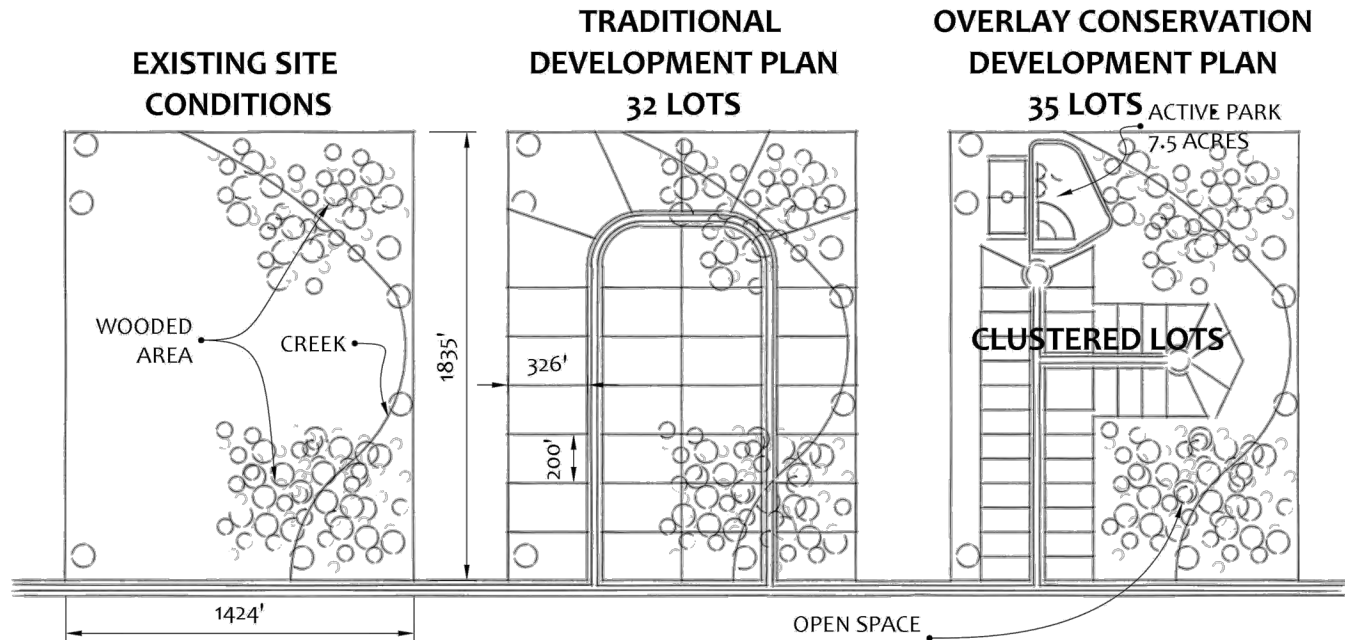 EXISTING SITE
CONDITIONS
TRADITIONAL
DEVELOPMENT PLAN
32 LOTS
OVERLAY CONSERVATION
DEVELOPMENT PLAN
35 LOTS
ACTIVE PARK
7.5 ACRES
WOODED
AREA
CREEK
1835'
326'
200'
CLUSTERED LOTS
1424'
OPEN SPACE